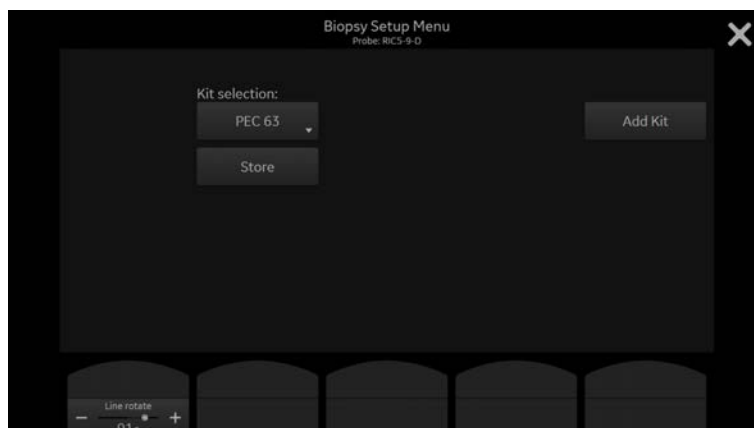 Biopsy Setup Menu
Probe: RIC5-9-D
Kit selection:
PEC 63
Add Kit
Store
Line rotate
− +